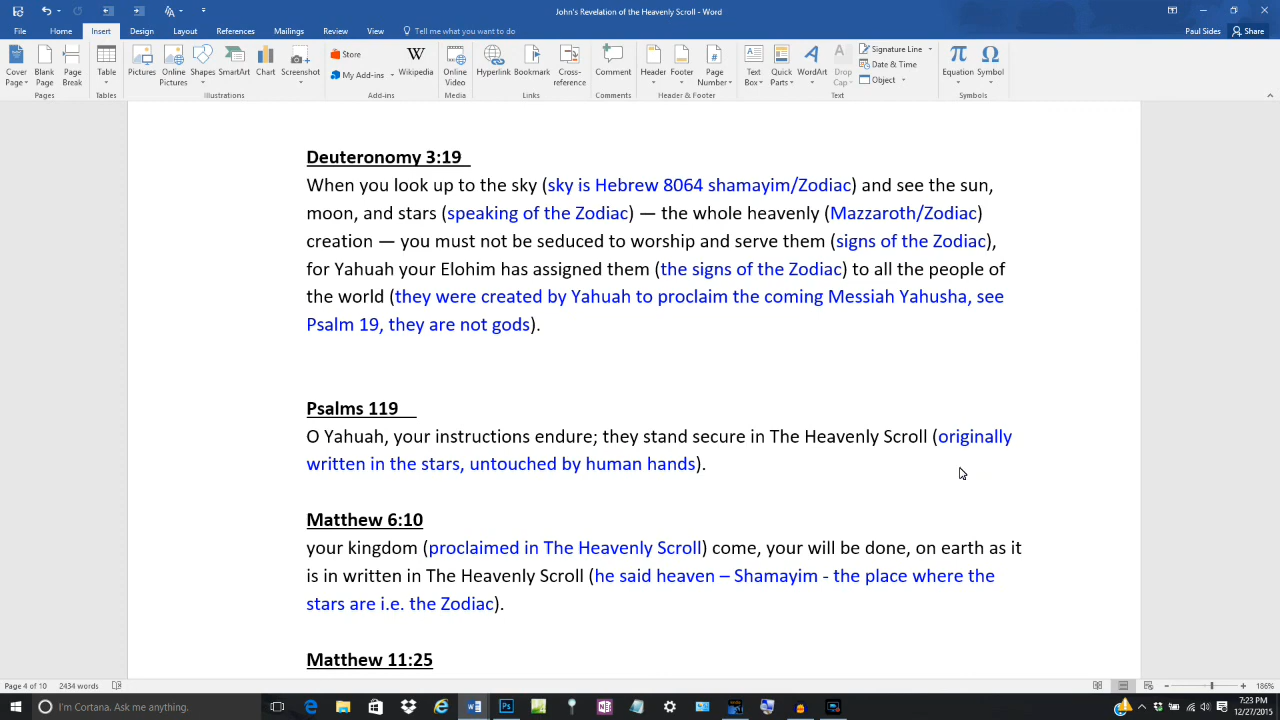 John's Revelation of the Heavenly Scroll - Word
Paul Sides
Share
File Home Insert Design Layout References Mailings Review View Tell me what you want to do
Cover Page Blank Page Page Break
Table
Pictures Online Pictures Shapes SmartArt Chart Screenshot
Store
My Add-ins
Wikipedia
Online Video
Hyperlink Bookmark Cross-reference
Comment
Header Footer Page Number
Text Box Quick Parts WordArt Drop Cap
Signature Line
Date & Time
Object
Equation Symbol
Pages Tables Illustrations Add-ins Media Links Comments Header & Footer Text Symbols
Deuteronomy 3:19
When you look up to the sky (sky is Hebrew 8064 shamayim/Zodiac) and see the sun,
moon, and stars (speaking of the Zodiac) — the whole heavenly (Mazzaroth/Zodiac)
creation — you must not be seduced to worship and serve them (signs of the Zodiac),
for Yahuah your Elohim has assigned them (the signs of the Zodiac) to all the people of
the world (they were created by Yahuah to proclaim the coming Messiah Yahusha, see
Psalm 19, they are not gods).
Psalms 119
O Yahuah, your instructions endure; they stand secure in The Heavenly Scroll (originally
written in the stars, untouched by human hands).
Matthew 6:10
your kingdom (proclaimed in The Heavenly Scroll) come, your will be done, on earth as it
is in written in The Heavenly Scroll (he said heaven – Shamayim - the place where the
stars are i.e. the Zodiac).
Matthew 11:25
Page 4 of 10 2434 words
186%
I'm Cortana. Ask me anything.
7:23 PM
12/27/2015